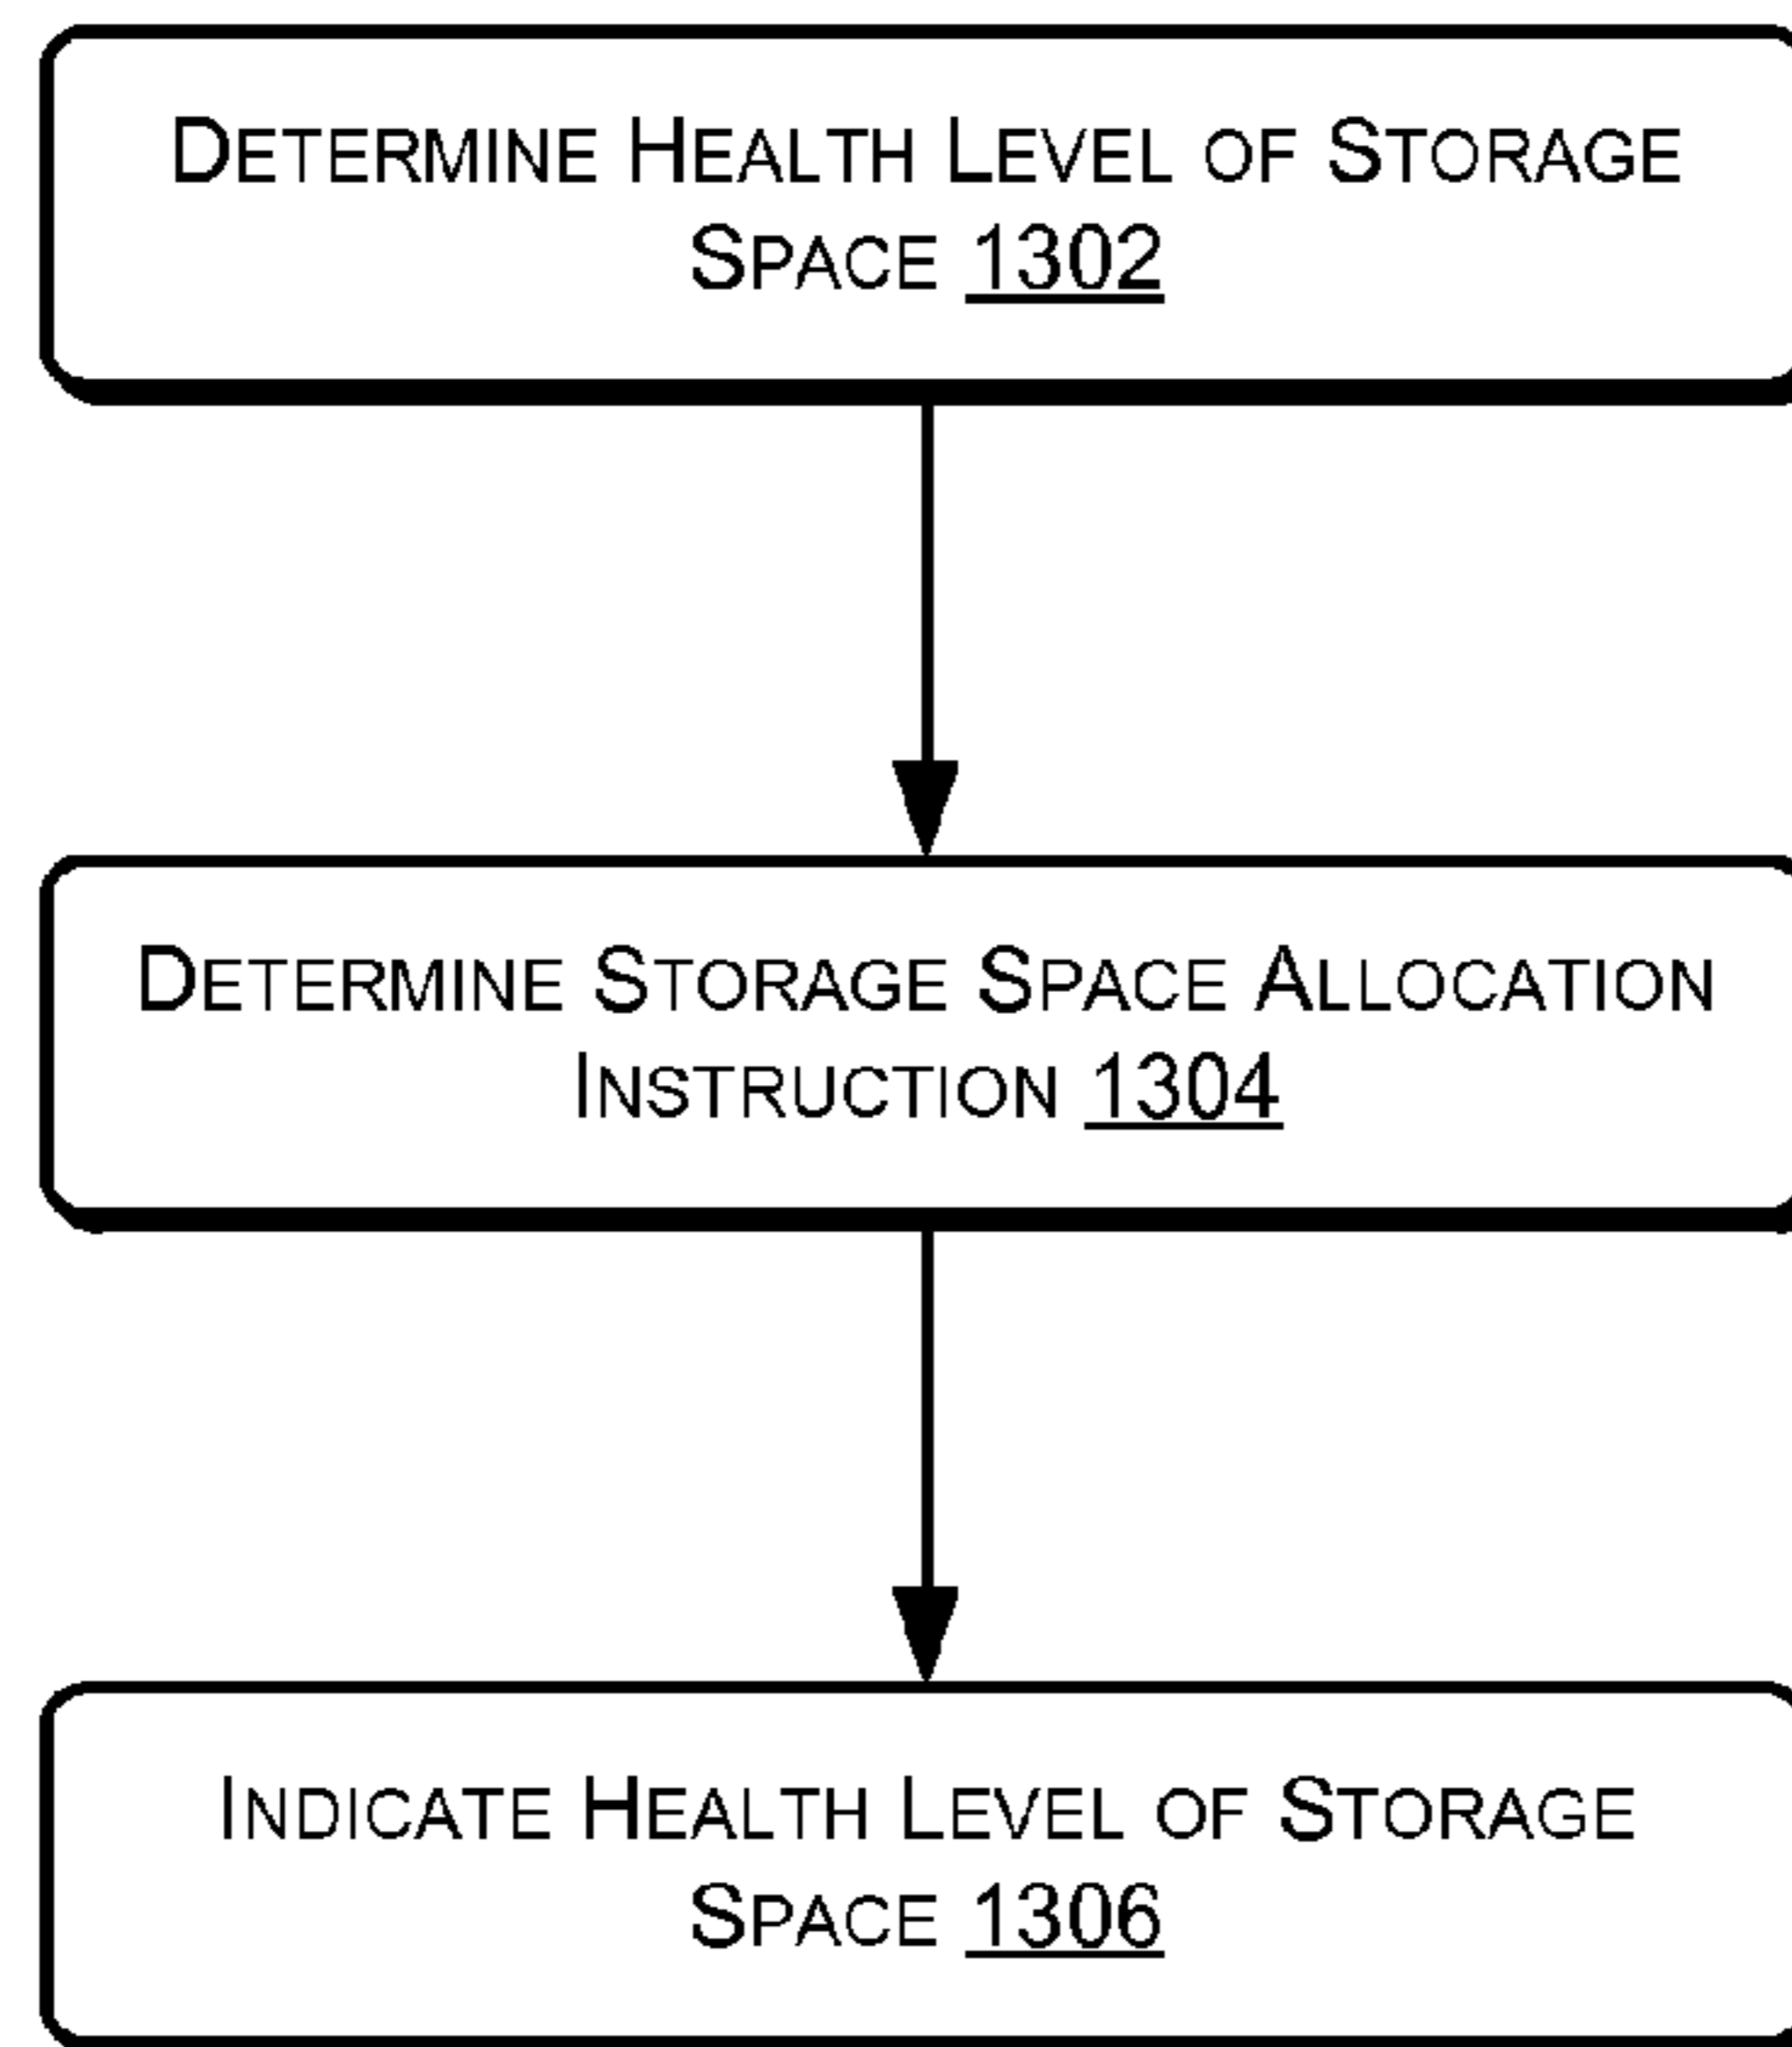 DETERMINE HEALTH LEVEL OF STORAGE
SPACE 1302
DETERMINE STORAGE SPACE ALLOCATION
INSTRUCTION 1304
INDICATE HEALTH LEVEL OF STORAGE
SPACE 1306